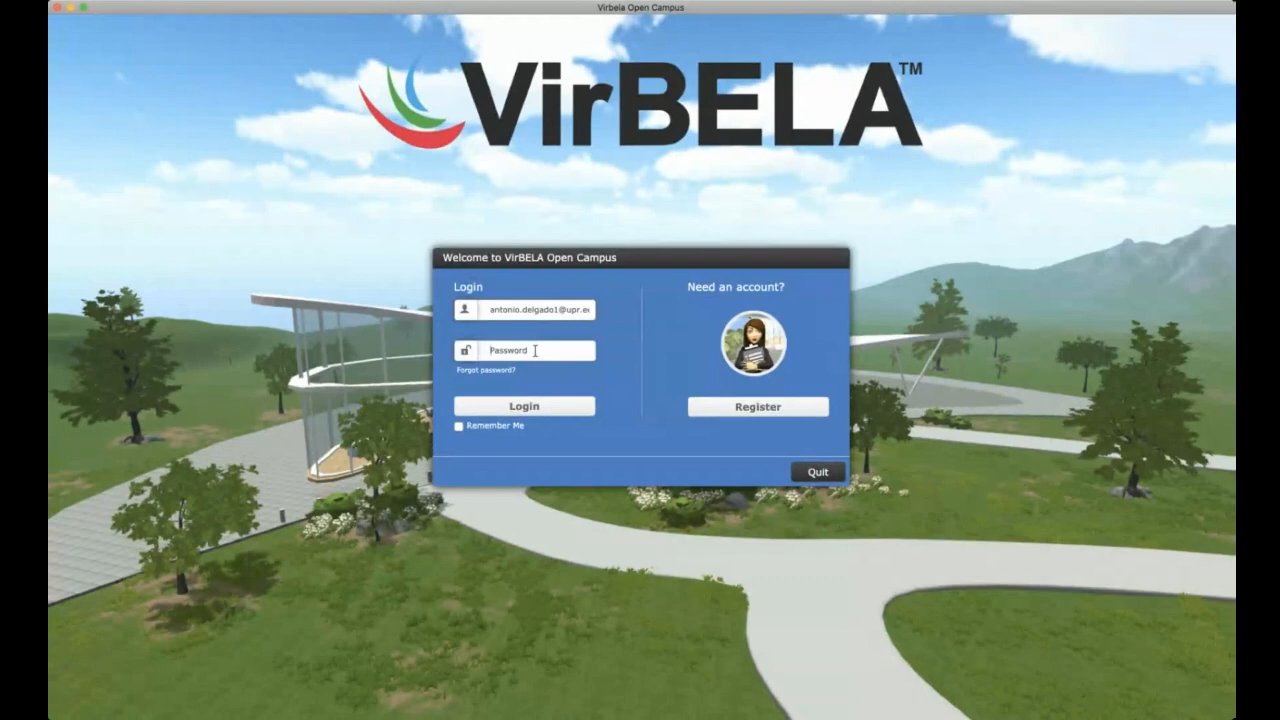 Virbela Open Campus
VirBELA™
Welcome to VirBELA Open Campus
Login
Need an account?
antonio.delgado1@upr.e
Password
Forgot password?
Login
Register
Remember Me
Quit